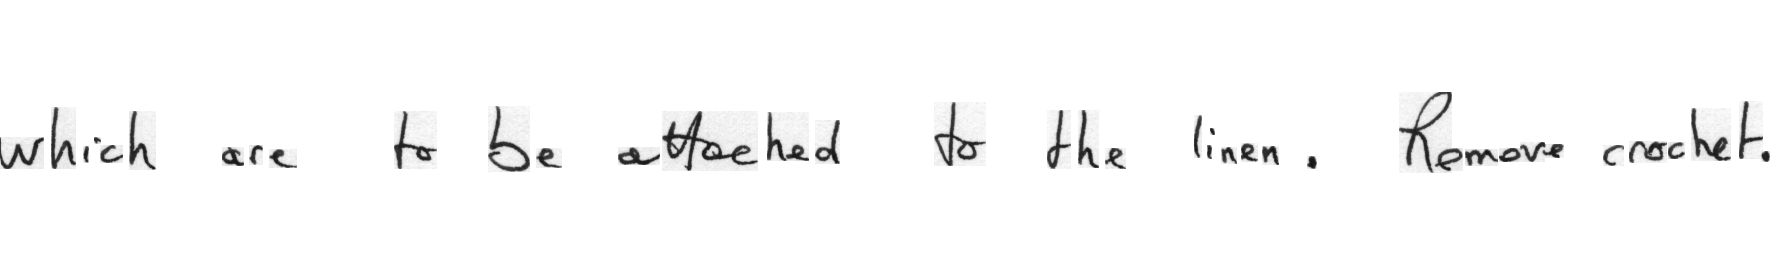 which are to be attached to the linen. Remove crochet.